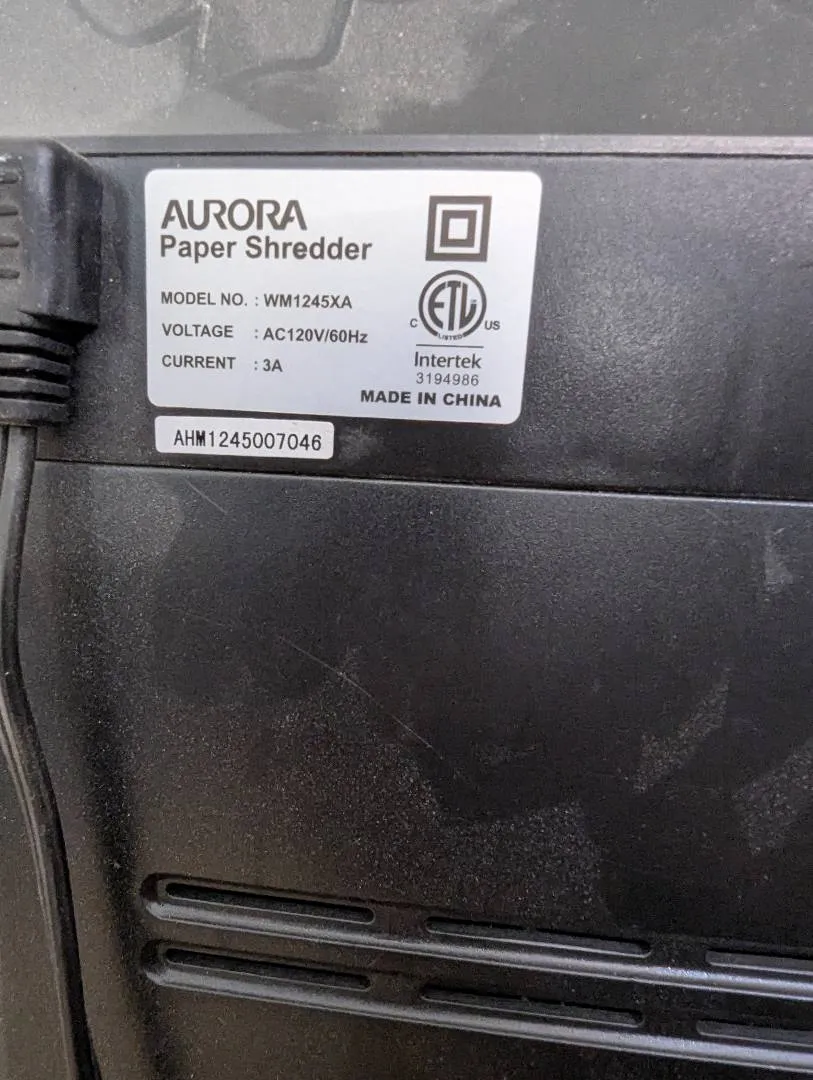 AURORA
Paper Shredder
MODEL NO. : WM1245XA
VOLTAGE : AC120V/60Hz
CURRENT : 3A
ETL
C US
LISTED
Intertek
3194986
MADE IN CHINA
AHM1245007046